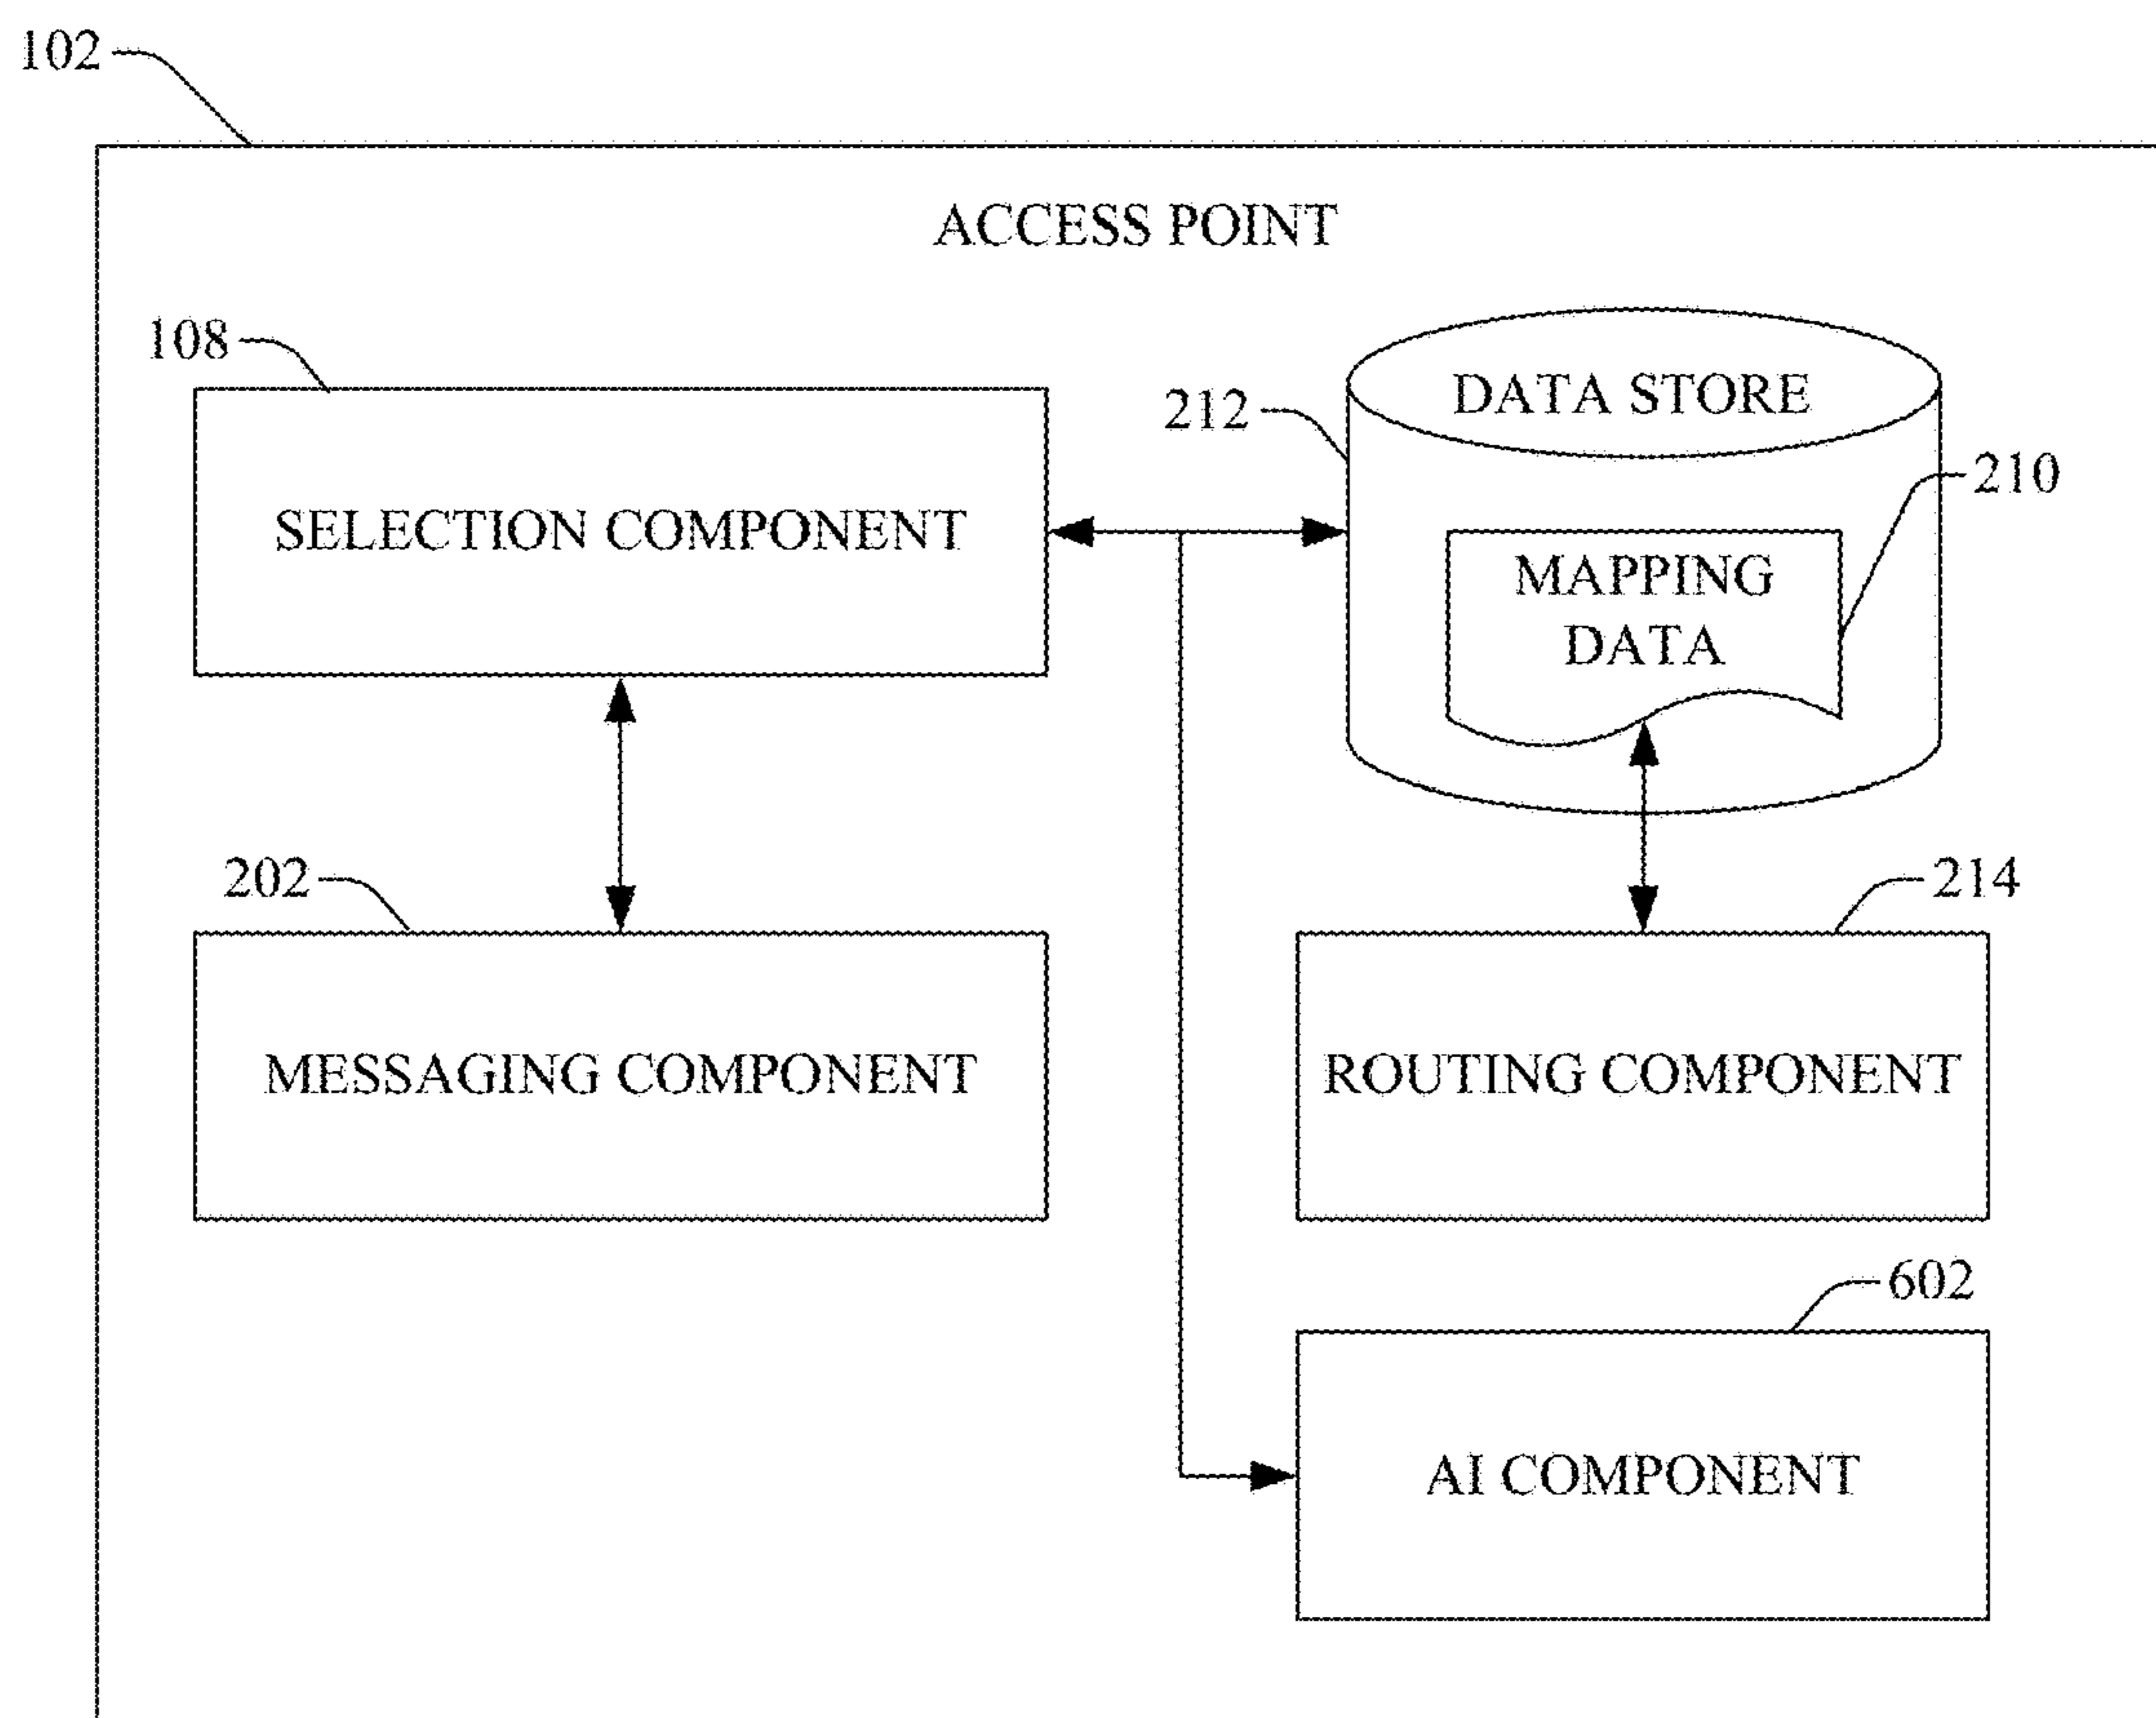 102
ACCESS POINT
108
212
DATA STORE
210
SELECTION COMPONENT
MAPPING
DATA
202
214
MESSAGING COMPONENT
ROUTING COMPONENT
602
AI COMPONENT